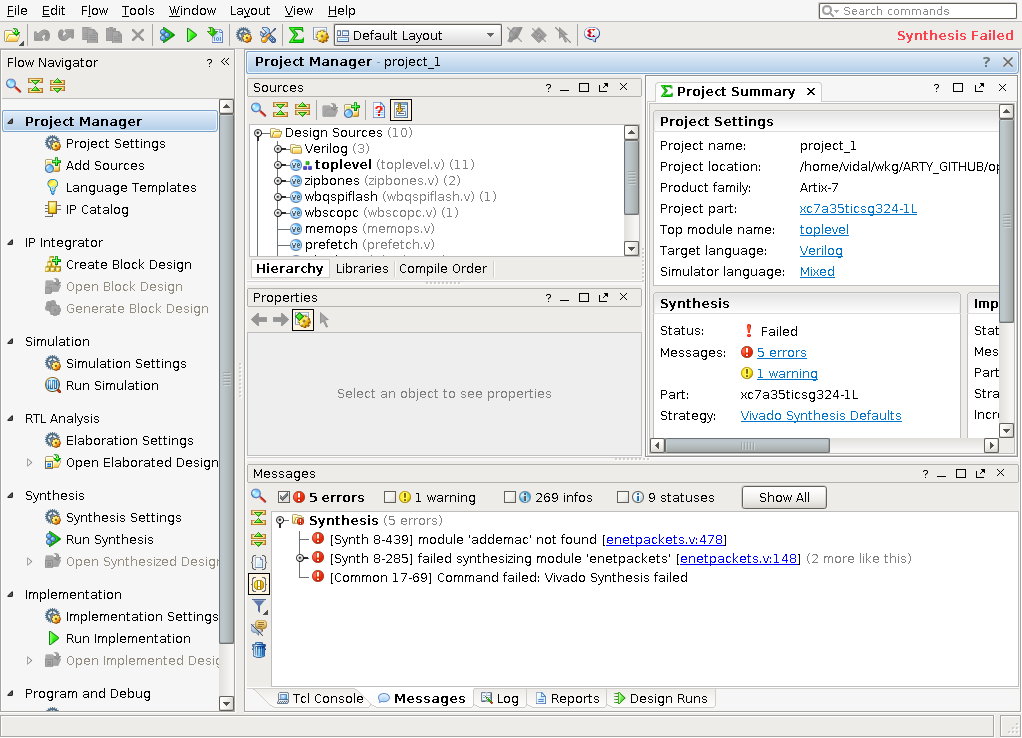 File Edit Flow Tools Window Layout View Help
Search commands
Default Layout
Synthesis Failed
Flow Navigator
Project Manager
Project Settings
Add Sources
Language Templates
IP Catalog
IP Integrator
Create Block Design
Open Block Design
Generate Block Design
Simulation
Simulation Settings
Run Simulation
RTL Analysis
Elaboration Settings
Open Elaborated Design
Synthesis
Synthesis Settings
Run Synthesis
Open Synthesized Desig
Implementation
Implementation Settings
Run Implementation
Open Implemented Desig
Program and Debug
Project Manager - project_1
Sources
Design Sources (10)
Verilog (3)
toplevel (toplevel.v) (11)
zipbones (zipbones.v) (2)
wbqspiflash (wbqspiflash.v) (1)
wbscopc (wbscopc.v) (1)
memops (memops.v)
prefetch (prefetch.v)
Hierarchy Libraries Compile Order
Properties
Select an object to see properties
Project Summary
Project Settings
Project name: project_1
Project location: /home/vidal/wkg/ARTY_GITHUB/op
Product family: Artix-7
Project part: xc7a35ticsg324-1L
Top module name: toplevel
Target language: Verilog
Simulator language: Mixed
Synthesis
Status: Failed
Messages: 5 errors
1 warning
Part: xc7a35ticsg324-1L
Strategy: Vivado Synthesis Defaults
Imp
Stat
Mes
Part
Stra
Incre
Messages
5 errors 1 warning 269 infos 9 statuses Show All
Synthesis (5 errors)
[Synth 8-439] module 'addemac' not found [enetpackets.v:478]
[Synth 8-285] failed synthesizing module 'enetpackets' [enetpackets.v:148] (2 more like this)
[Common 17-69] Command failed: Vivado Synthesis failed
Tcl Console Messages Log Reports Design Runs